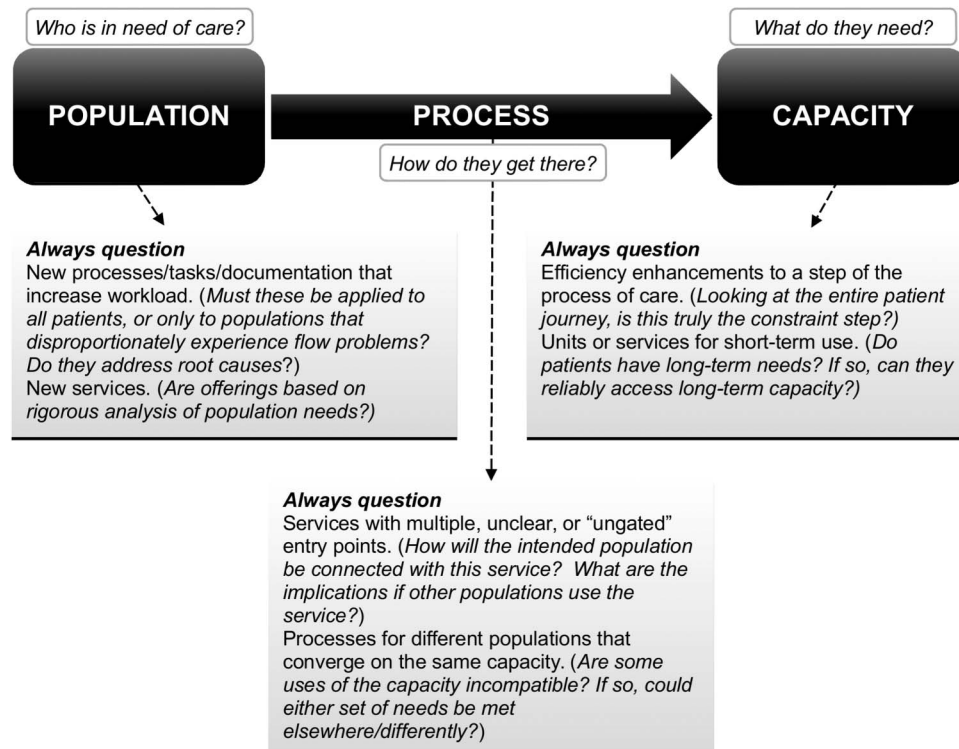 Who is in need of care?
What do they need?
POPULATION
PROCESS
CAPACITY
How do they get there?
Always question
New processes/tasks/documentation that
increase workload. (Must these be applied to
all patients, or only to populations that
disproportionately experience flow problems?
Do they address root causes?)
New services. (Are offerings based on
rigorous analysis of population needs?)
Always question
Efficiency enhancements to a step of the
process of care. (Looking at the entire patient
journey, is this truly the constraint step?)
Units or services for short-term use. (Do
patients have long-term needs? If so, can they
reliably access long-term capacity?)
Always question
Services with multiple, unclear, or “ungated”
entry points. (How will the intended population
be connected with this service?  What are the
implications if other populations use the
service?)
Processes for different populations that
converge on the same capacity. (Are some
uses of the capacity incompatible? If so, could
either set of needs be met
elsewhere/differently?)